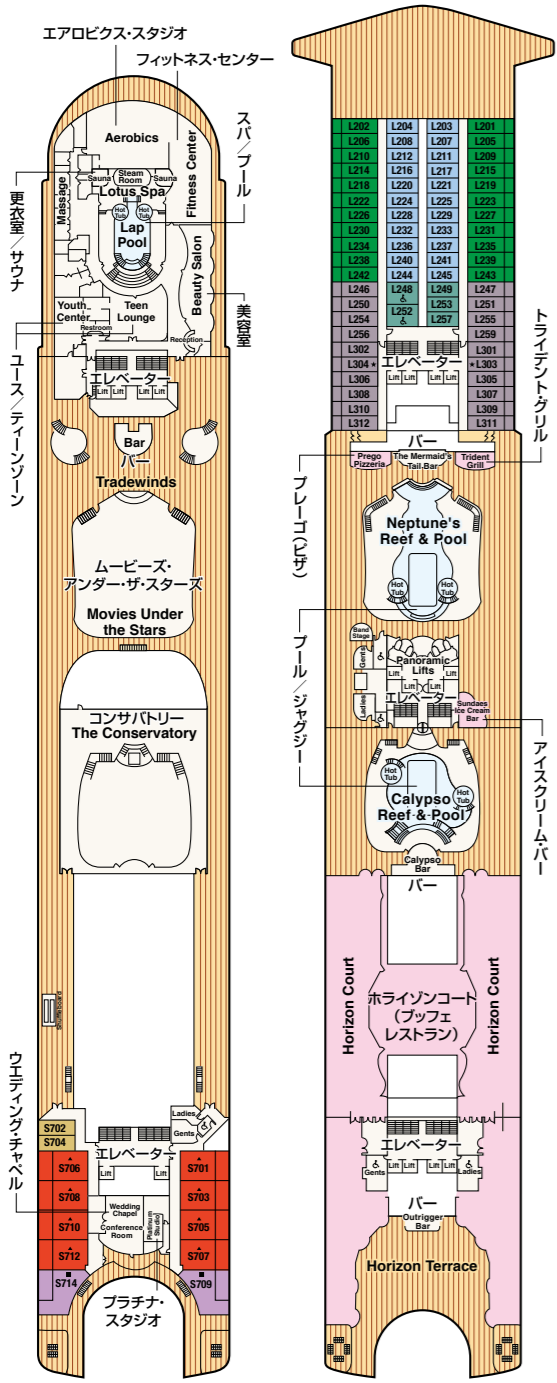 エアロビクス・スタジオ
フィットネス・センター
スパ/プール
更衣室/サウナ
Aerobics
Fitness Center
Massage
Sauna
Steam
Room
Sauna
Lotus Spa
Hot
Tub
Hot
Tub
Lap
Pool
Beauty Salon
美容室
Youth
Center
Teen
Lounge
Restroom
Reception
ユース/ティーンゾーン
エレベーター
Lift
Lift
Lift
Lift
Bar
バー
Tradewinds
ムービーズ・
アンダー・ザ・スターズ
Movies Under
the Stars
コンサバトリー
The Conservatory
Shuffleboard
ウエディング・チャペル
Ladies
Gents
S702
S704
エレベーター
Lift
Lift
S706
S701
S708
S703
S710
S705
S712
S707
S714
S709
Wedding
Chapel
Conference
Room
Platinum
Studio
プラチナ・
スタジオ
L202 L204 L203 L201
L206 L208 L207 L205
L210 L212 L211 L209
L214 L216 L217 L215
L218 L220 L221 L219
L222 L224 L225 L223
L226 L228 L229 L227
L230 L232 L233 L231
L234 L236 L237 L235
L238 L240 L241 L239
L242 L244 L245 L243
L246 L248 L249 L247
L250 L253 L251
L254 L252 L257 L255
L256 L259
L302 L301
L304★ ★L303
L306 L305
L308 L307
L310 L309
L312 L311
エレベーター
Lift
Lift
Lift
Lift
トライデント・グリル
バー
Prego
Pizzeria
The Mermaid's
Tail Bar
Trident
Grill
プレーゴ(ピザ)
Neptune's
Reef & Pool
Hot
Tub
Hot
Tub
プール/ジャグジー
Band
Stage
Gents
Ladies
Panoramic
Lifts
Lift
Lift
エレベーター
Lift
Lift
Sundaes
Ice Cream
Bar
アイスクリーム・バー
Hot
Tub
Hot
Tub
Calypso
Reef & Pool
Calypso
Bar
バー
Horizon Court
ホライゾンコート
(ブッフェ
レストラン)
Horizon Court
エレベーター
Gents
Lift
Lift
Lift
Lift
Ladies
バー
Outrigger
Bar
Horizon Terrace